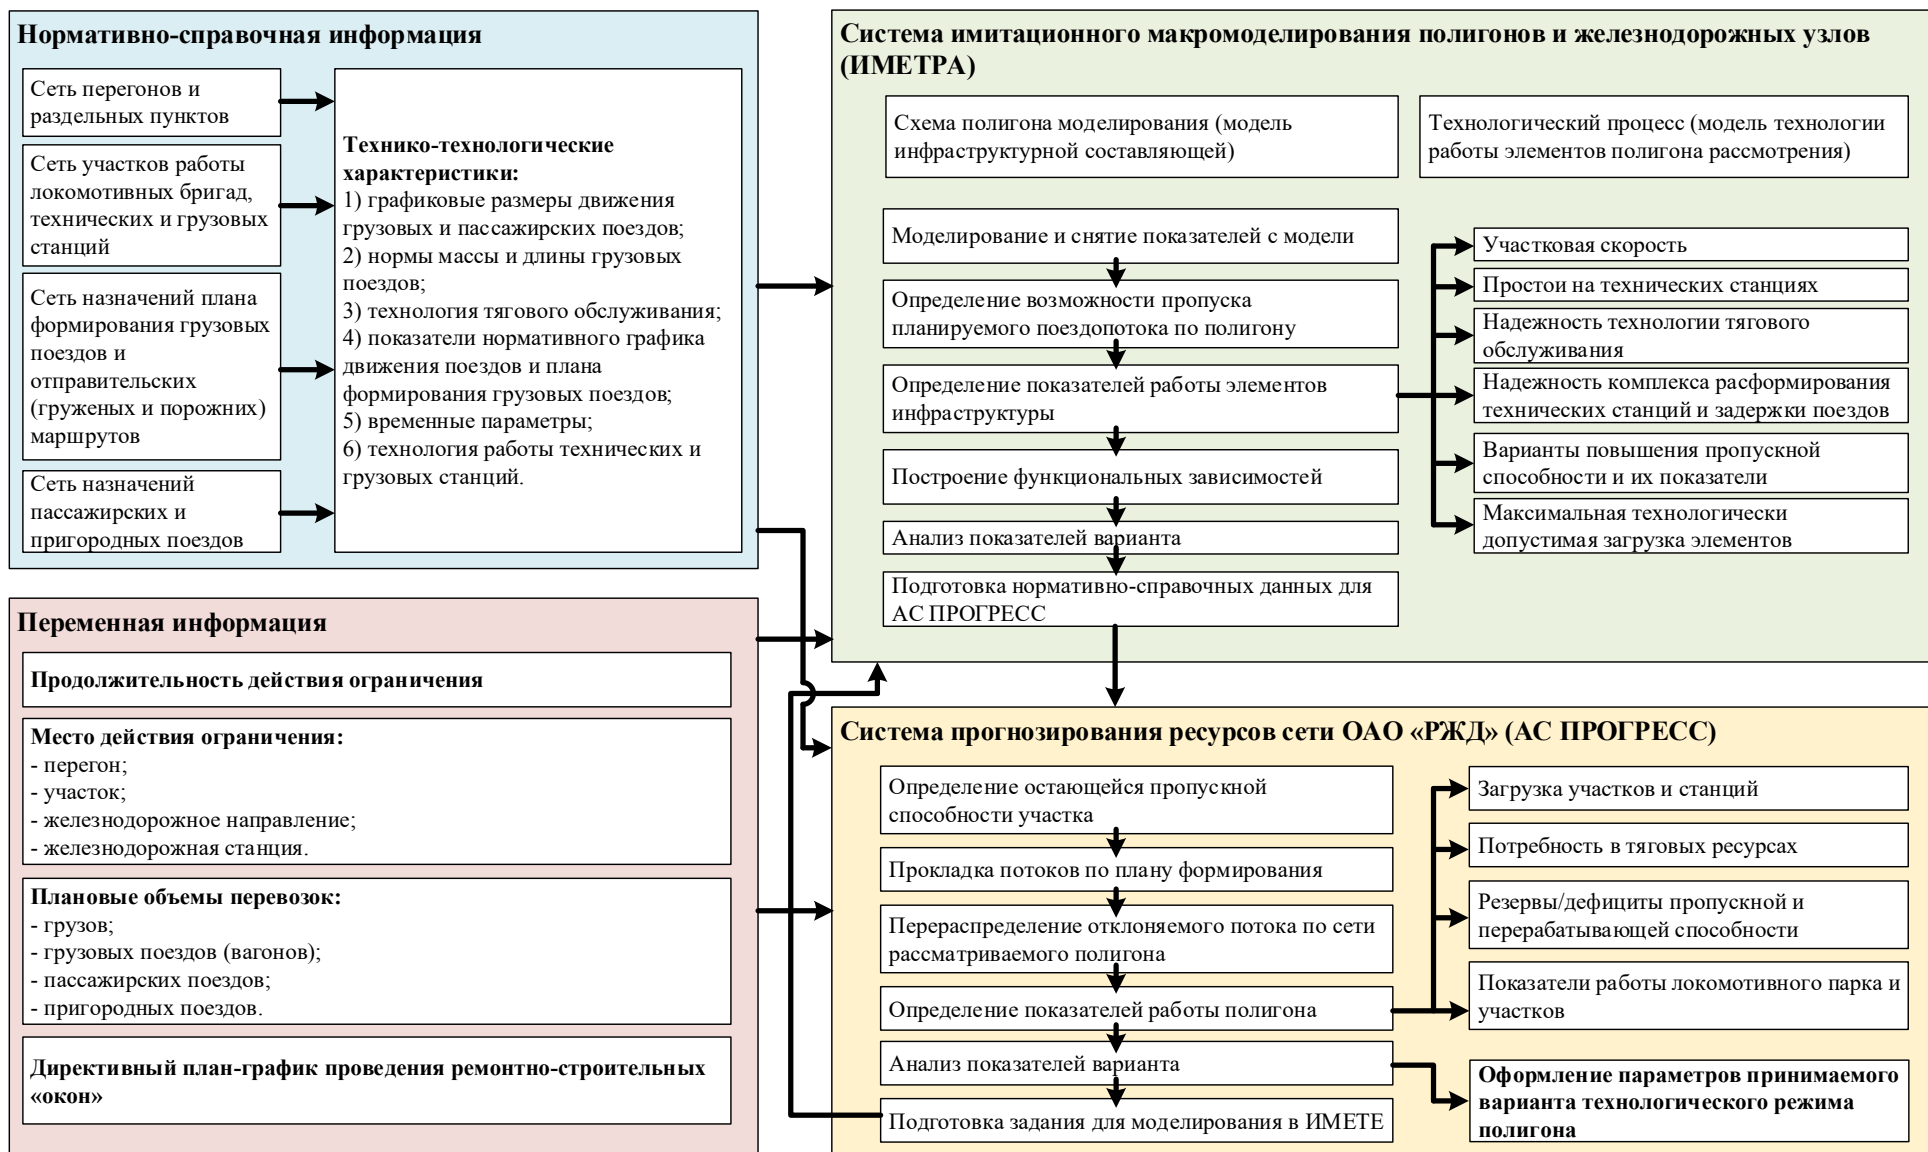 Нормативно-справочная информация
Сеть перегонов и
раздельных пунктов
Сеть участков работы
локомотивных бригад,
технических и грузовых
станций
Сеть назначений плана
формирования грузовых
поездов и
отправительских
(груженых и порожних)
маршрутов
Сеть назначений
пассажирских и
пригородных поездов
Технико-технологические
характеристики:
1) графиковые размеры движения
грузовых и пассажирских поездов;
2) нормы массы и длины грузовых
поездов;
3) технология тягового обслуживания;
4) показатели нормативного графика
движения поездов и плана
формирования грузовых поездов;
5) временные параметры;
6) технология работы технических и
грузовых станций.
Переменная информация
Продолжительность действия ограничения
Место действия ограничения:
- перегон;
- участок;
- железнодорожное направление;
- железнодорожная станция.
Плановые объемы перевозок:
- грузов;
- грузовых поездов (вагонов);
- пассажирских поездов;
- пригородных поездов.
Директивный план-график проведения ремонтно-строительных
«окон»
Система имитационного макромоделирования полигонов и железнодорожных узлов
(ИМЕТРА)
Схема полигона моделирования (модель
инфраструктурной составляющей)
Технологический процесс (модель технологии
работы элементов полигона рассмотрения)
Моделирование и снятие показателей с модели
Определение возможности пропуска
планируемого поездопотока по полигону
Определение показателей работы элементов
инфраструктуры
Построение функциональных зависимостей
Анализ показателей варианта
Подготовка нормативно-справочных данных для
АС ПРОГРЕСС
Участковая скорость
Простои на технических станциях
Надежность технологии тягового
обслуживания
Надежность комплекса расформирования
технических станций и задержки поездов
Варианты повышения пропускной
способности и их показатели
Максимальная технологически
допустимая загрузка элементов
Система прогнозирования ресурсов сети ОАО «РЖД» (АС ПРОГРЕСС)
Определение остающейся пропускной
способности участка
Прокладка потоков по плану формирования
Перераспределение отклоняемого потока по сети
рассматриваемого полигона
Определение показателей работы полигона
Анализ показателей варианта
Подготовка задания для моделирования в ИМЕТЕ
Загрузка участков и станций
Потребность в тяговых ресурсах
Резервы/дефициты пропускной и
перерабатывающей способности
Показатели работы локомотивного парка и
участков
Оформление параметров принимаемого
варианта технологического режима
полигона